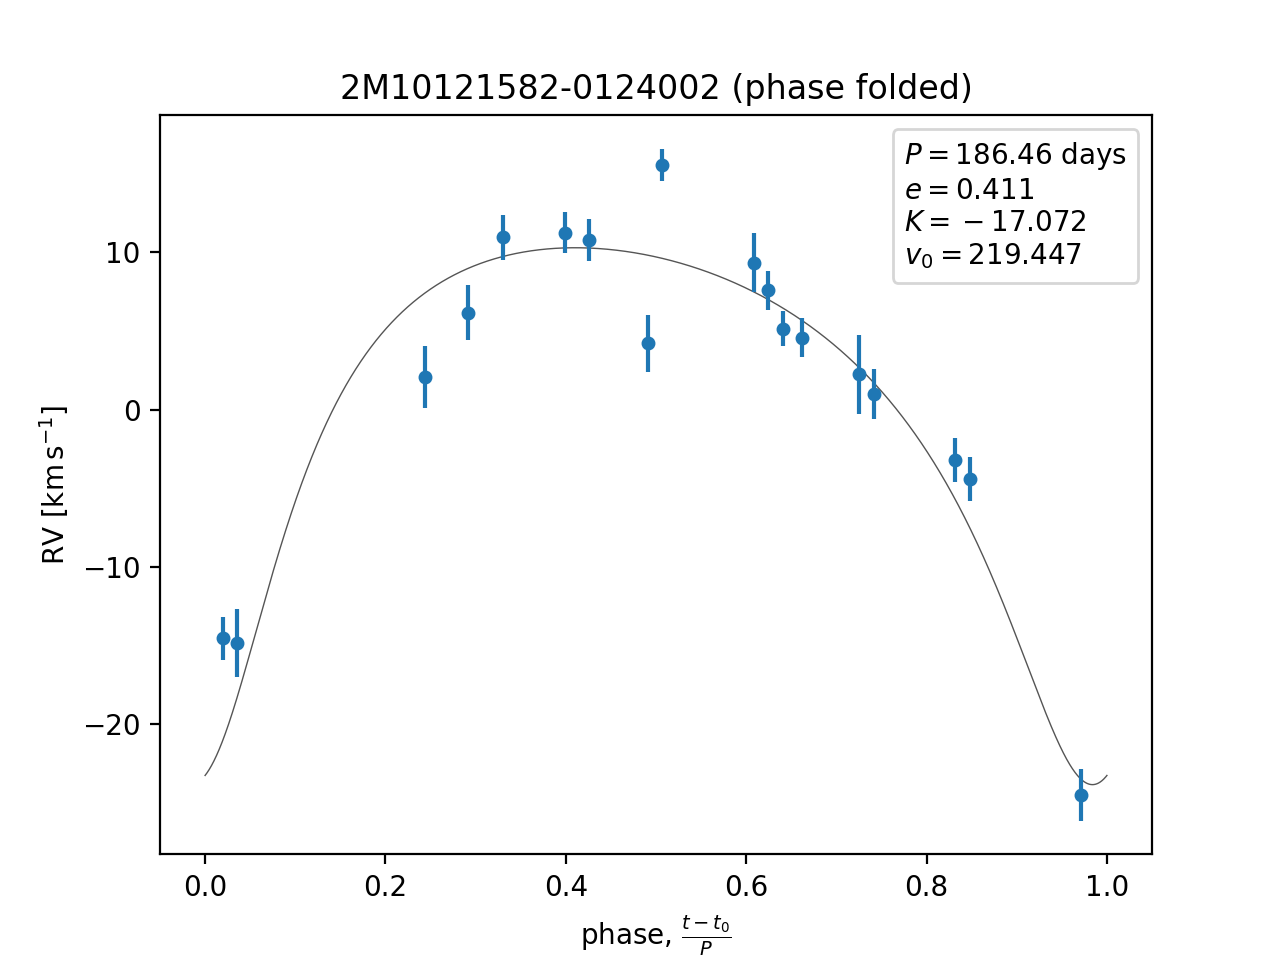 2M10121582-0124002 (phase folded)
P = 186.46 days
e = 0.411
K = −17.072
v₀ = 219.447
10
0
−10
−20
RV [km s⁻¹]
0.0 0.2 0.4 0.6 0.8 1.0
phase, (t − t₀)/P